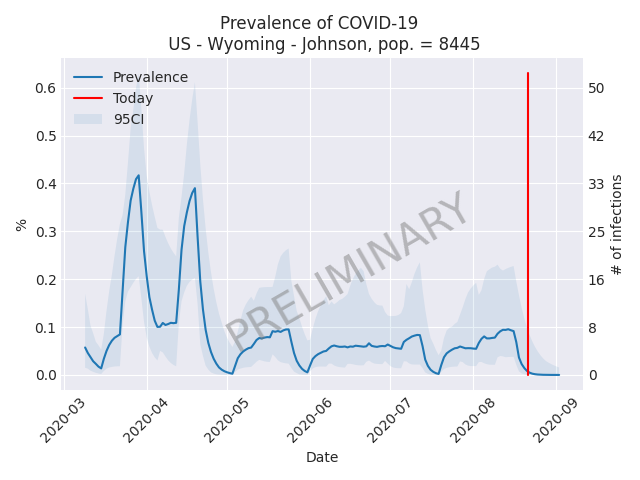 Prevalence of COVID-19
US - Wyoming - Johnson, pop. = 8445
Prevalence
Today
95CI
PRELIMINARY
%
0.6
0.5
0.4
0.3
0.2
0.1
0.0
50
42
33
25
16
8
0
# of infections
2020-03
2020-04
2020-05
2020-06
2020-07
2020-08
2020-09
Date